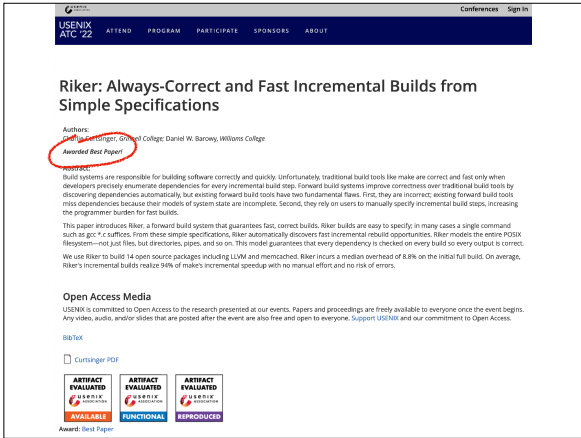 usenix
ASSOCIATION
Conferences Sign In
USENIX
ATC '22
ATTEND PROGRAM PARTICIPATE SPONSORS ABOUT
Riker: Always-Correct and Fast Incremental Builds from
Simple Specifications
Authors:
Charlie Curtsinger, Grinnell College; Daniel W. Barowy, Williams College
Awarded Best Paper!
Abstract:
Build systems are responsible for building software correctly and quickly. Unfortunately, traditional build tools like make are correct and fast only when
developers precisely enumerate dependencies for every incremental build step. Forward build systems improve correctness over traditional build tools by
discovering dependencies automatically, but existing forward build tools have two fundamental flaws. First, they are incorrect; existing forward build tools
miss dependencies because their models of system state are incomplete. Second, they rely on users to manually specify incremental build steps, increasing
the programmer burden for fast builds.
This paper introduces Riker, a forward build system that guarantees fast, correct builds. Riker builds are easy to specify; in many cases a single command
such as gcc *.c suffices. From these simple specifications, Riker automatically discovers fast incremental rebuild opportunities. Riker models the entire POSIX
filesystem—not just files, but directories, pipes, and so on. This model guarantees that every dependency is checked on every build so every output is correct.
We use Riker to build 14 open source packages including LLVM and memcached. Riker incurs a median overhead of 8.8% on the initial full build. On average,
Riker's incremental builds realize 94% of make's incremental speedup with no manual effort and no risk of errors.
Open Access Media
USENIX is committed to Open Access to the research presented at our events. Papers and proceedings are freely available to everyone once the event begins.
Any video, audio, and/or slides that are posted after the event are also free and open to everyone. Support USENIX and our commitment to Open Access.
BibTeX
Curtsinger PDF
ARTIFACT EVALUATED usenix ASSOCIATION AVAILABLE
ARTIFACT EVALUATED usenix ASSOCIATION FUNCTIONAL
ARTIFACT EVALUATED usenix ASSOCIATION REPRODUCED
Award: Best Paper